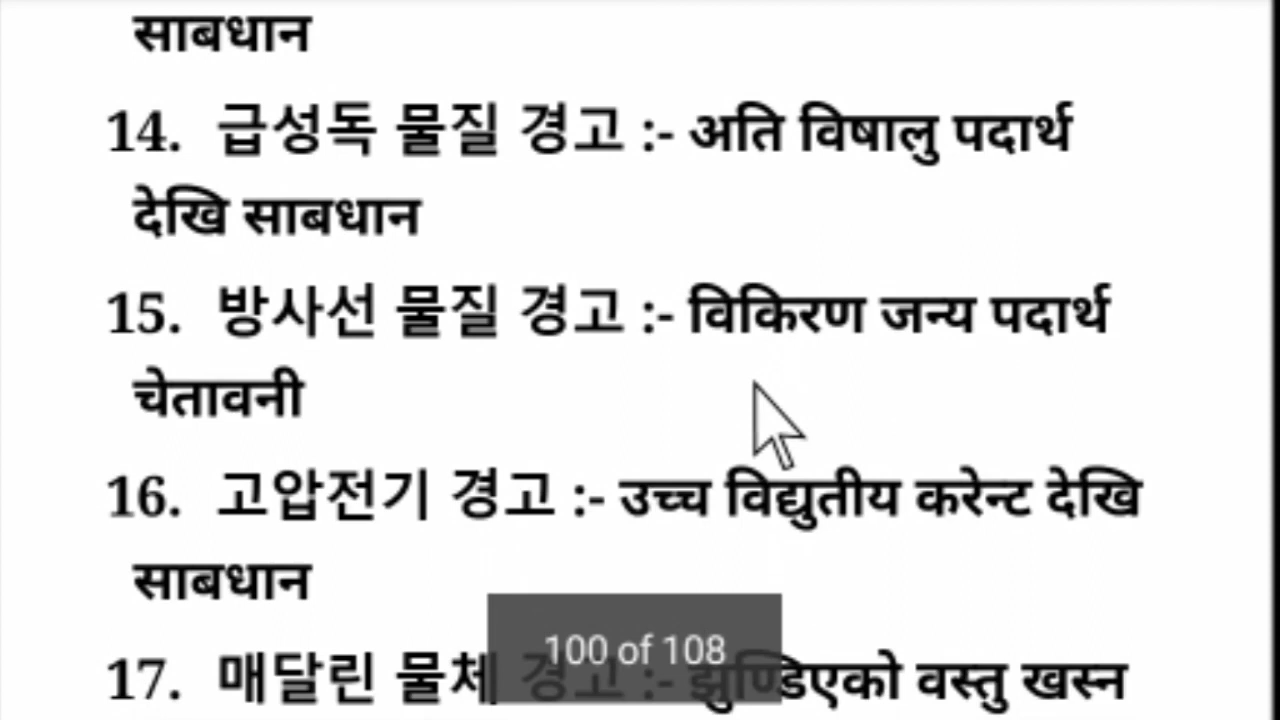 साबधान
14. 급성독 물질 경고 :- अति विषालु पदार्थ
देखि साबधान
15. 방사선 물질 경고 :- विकिरण जन्य पदार्थ
चेतावनी
16. 고압전기 경고 :- उच्च विद्युतीय करेन्ट देखि
साबधान
17. 매달린 물체 경고 :- झुण्डिएको वस्तु खस्न
100 of 108